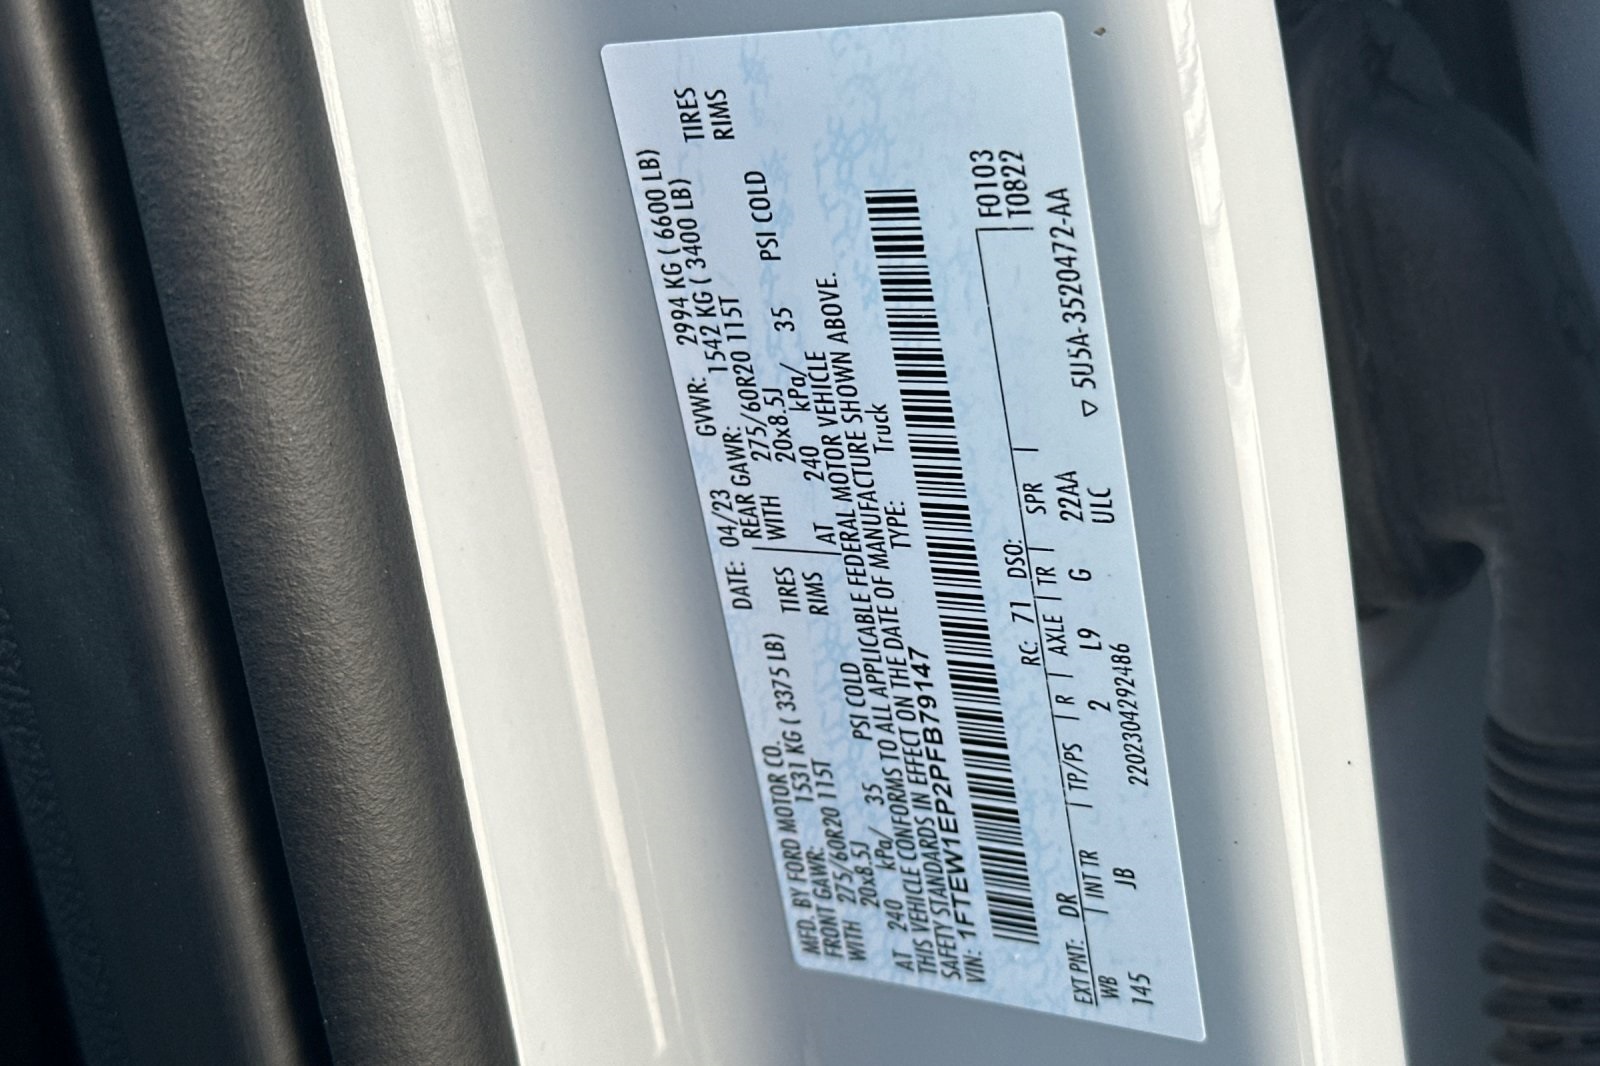 MFD. BY FORD MOTOR CO. DATE: 04/23 GVWR: 2994 KG ( 6600 LB)
FRONT GAWR: 1531 KG ( 3375 LB) REAR GAWR: 1542 KG ( 3400 LB)
WITH 275/60R20 115T TIRES WITH 275/60R20 115T TIRES
20x8.5J RIMS 20x8.5J RIMS
AT 240 kPa/ 35 PSI COLD AT 240 kPa/ 35 PSI COLD
THIS VEHICLE CONFORMS TO ALL APPLICABLE FEDERAL MOTOR VEHICLE
SAFETY STANDARDS IN EFFECT ON THE DATE OF MANUFACTURE SHOWN ABOVE.
VIN: 1FTEW1EP2PFB79147 TYPE: Truck
F0103
T0822
EXT PNT: DR RC: 71 DSO:
WB INT TR TP/PS R AXLE TR SPR
145 JB 2 L9 G 22AA
2202304292486 ULC ▽ 5U5A-3520472-AA